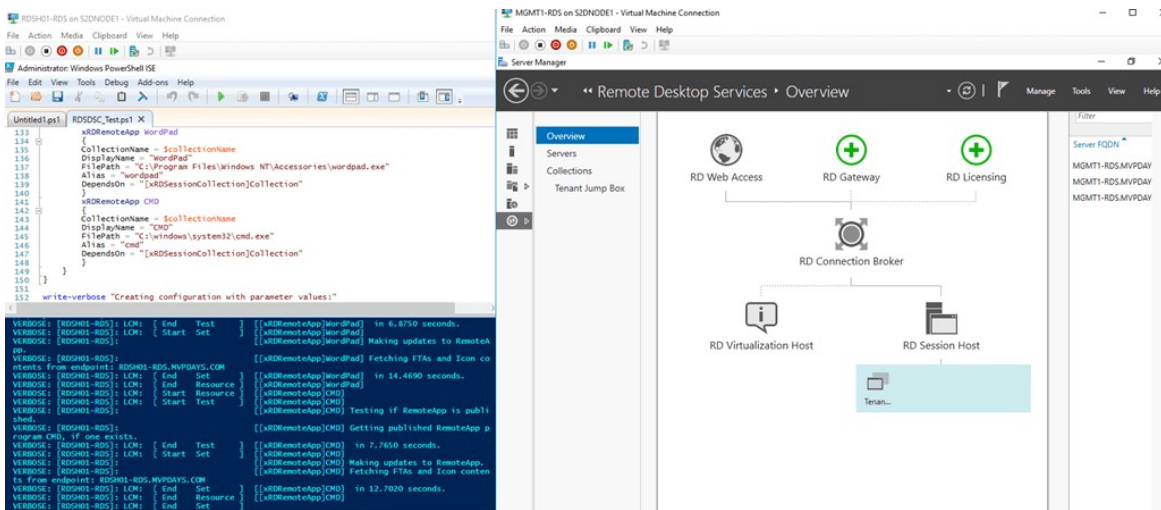 RDSH01-RDS on S2DNODE1 - Virtual Machine Connection
File Action Media Clipboard View Help
Administrator: Windows PowerShell ISE
File Edit View Tools Debug Add-ons Help
Untitled1.ps1 RDSDSC_Test.ps1 X
133 xRDRemoteApp WordPad
134 {
135 CollectionName = $collectionName
136 DisplayName = "WordPad"
137 FilePath = "C:\Program Files\Windows NT\Accessories\wordpad.exe"
138 Alias = "wordpad"
139 DependsOn = "[xRDSessionCollection]Collection"
140 }
141 xRDRemoteApp CMD
142 {
143 CollectionName = $collectionName
144 DisplayName = "CMD"
145 FilePath = "C:\windows\system32\cmd.exe"
146 Alias = "cmd"
147 DependsOn = "[xRDSessionCollection]Collection"
148 }
149 }
150 }
151
152 write-verbose "Creating configuration with parameter values:"
VERBOSE: [RDSH01-RDS]: LCM: [ End Test ] [[xRDRemoteApp]WordPad] in 6.8750 seconds.
VERBOSE: [RDSH01-RDS]: LCM: [ Start Set ] [[xRDRemoteApp]WordPad]
VERBOSE: [RDSH01-RDS]: [[xRDRemoteApp]WordPad] Making updates to RemoteA
pp.
VERBOSE: [RDSH01-RDS]: [[xRDRemoteApp]WordPad] Fetching FTAs and Icon co
ntents from endpoint: RDSH01-RDS.MVPDAYS.COM
VERBOSE: [RDSH01-RDS]: LCM: [ End Set ] [[xRDRemoteApp]WordPad] in 14.4690 seconds.
VERBOSE: [RDSH01-RDS]: LCM: [ End Resource ] [[xRDRemoteApp]WordPad]
VERBOSE: [RDSH01-RDS]: LCM: [ Start Resource ] [[xRDRemoteApp]CMD]
VERBOSE: [RDSH01-RDS]: LCM: [ Start Test ] [[xRDRemoteApp]CMD]
VERBOSE: [RDSH01-RDS]: [[xRDRemoteApp]CMD] Testing if RemoteApp is publi
shed.
VERBOSE: [RDSH01-RDS]: [[xRDRemoteApp]CMD] Getting published RemoteApp p
rogram CMD, if one exists.
VERBOSE: [RDSH01-RDS]: LCM: [ End Test ] [[xRDRemoteApp]CMD] in 7.7650 seconds.
VERBOSE: [RDSH01-RDS]: LCM: [ Start Set ] [[xRDRemoteApp]CMD]
VERBOSE: [RDSH01-RDS]: [[xRDRemoteApp]CMD] Making updates to RemoteApp.
VERBOSE: [RDSH01-RDS]: [[xRDRemoteApp]CMD] Fetching FTAs and Icon conten
ts from endpoint: RDSH01-RDS.MVPDAYS.COM
VERBOSE: [RDSH01-RDS]: LCM: [ End Set ] [[xRDRemoteApp]CMD] in 12.7020 seconds.
VERBOSE: [RDSH01-RDS]: LCM: [ End Resource ] [[xRDRemoteApp]CMD]
VERBOSE: [RDSH01-RDS]: LCM: [ End Set ]
MGMT1-RDS on S2DNODE1 - Virtual Machine Connection
File Action Media Clipboard View Help
Server Manager
Remote Desktop Services • Overview
Manage Tools View Help
Overview
Servers
Collections
Tenant Jump Box
RD Web Access
RD Gateway
RD Licensing
RD Connection Broker
RD Virtualization Host
RD Session Host
Tenan...
Filter
Server FQDN
MGMT1-RDS.MVPDAY
MGMT1-RDS.MVPDAY
MGMT1-RDS.MVPDAY